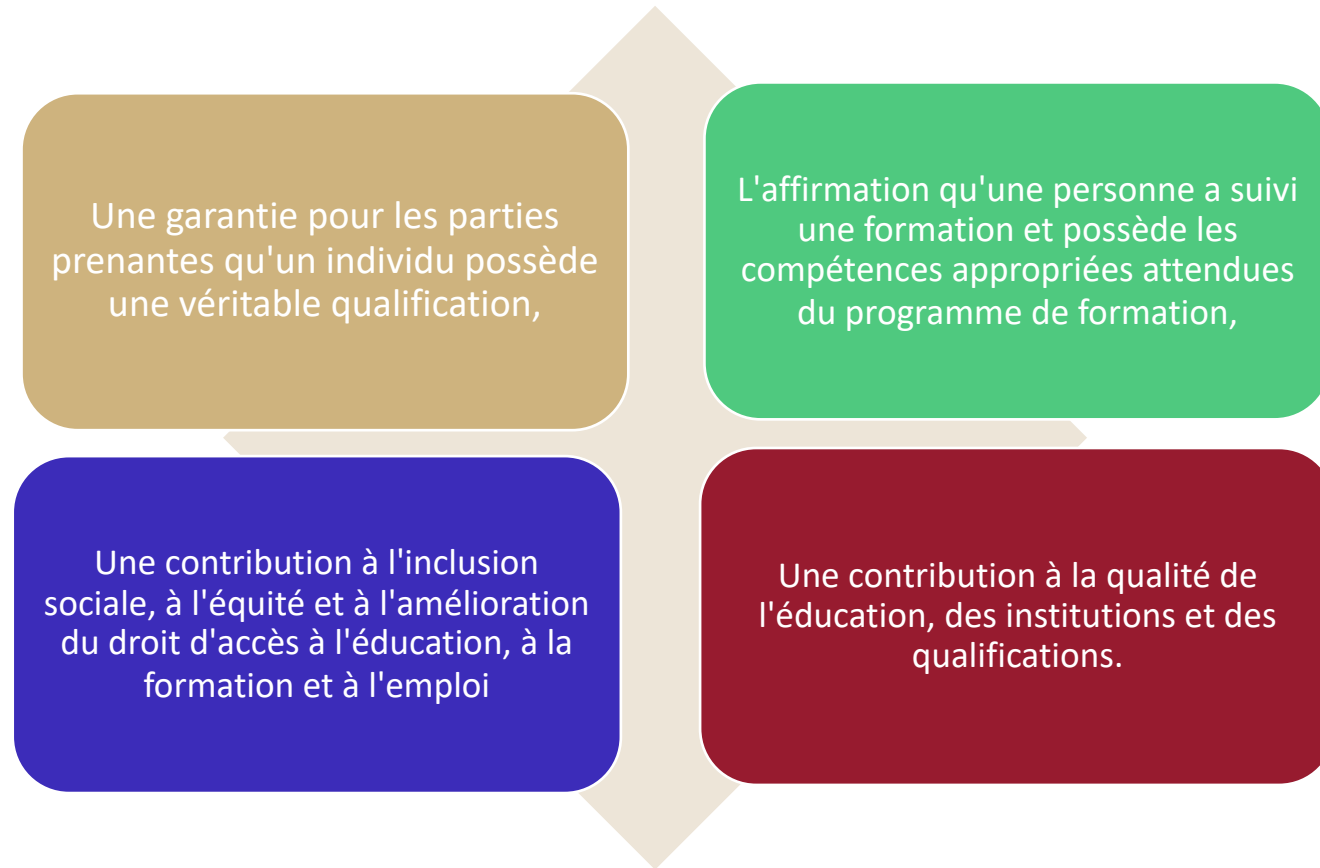 Une garantie pour les parties
prenantes qu'un individu possède
une véritable qualification,
L'affirmation qu'une personne a suivi
une formation et possède les
compétences appropriées attendues
du programme de formation,
Une contribution à l'inclusion
sociale, à l'équité et à l'amélioration
du droit d'accès à l'éducation, à la
formation et à l'emploi
Une contribution à la qualité de
l'éducation, des institutions et des
qualifications.